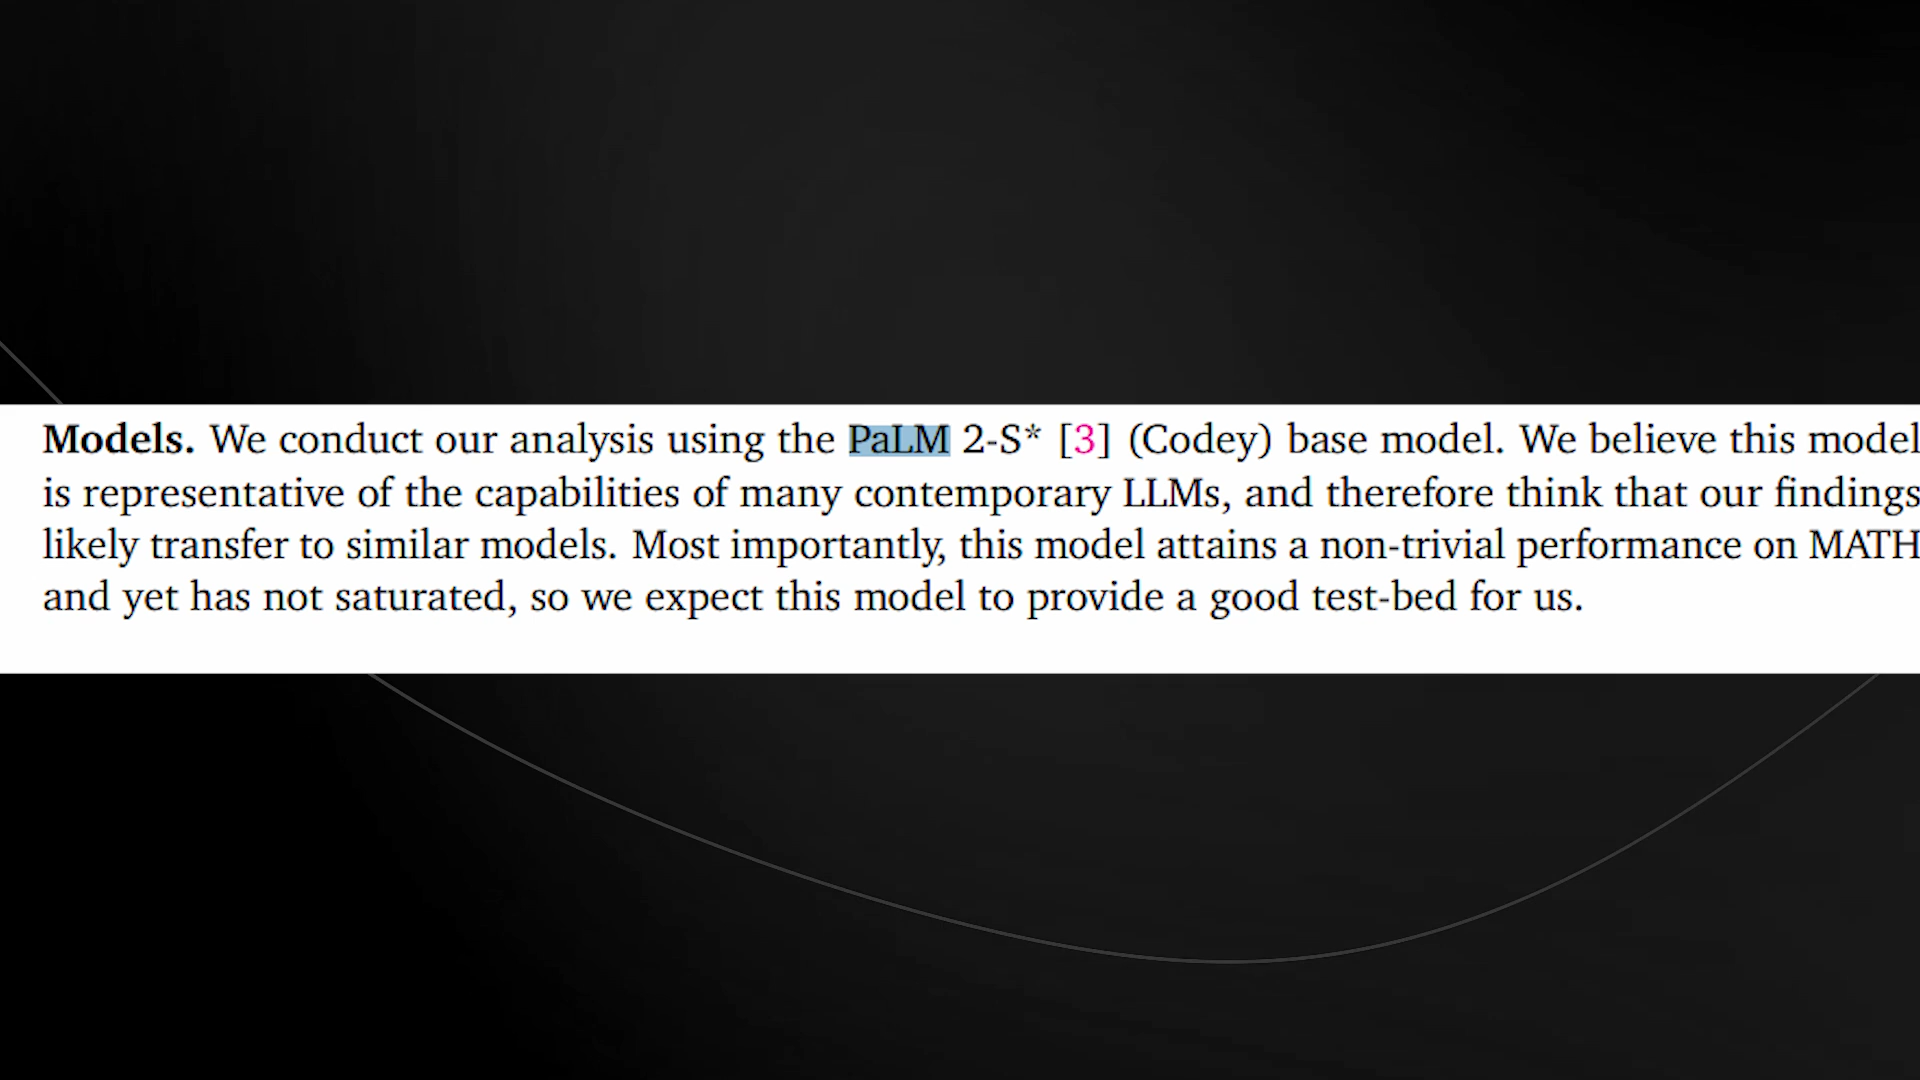 Models. We conduct our analysis using the PaLM 2-S* [3] (Codey) base model. We believe this model
is representative of the capabilities of many contemporary LLMs, and therefore think that our findings
likely transfer to similar models. Most importantly, this model attains a non-trivial performance on MATH
and yet has not saturated, so we expect this model to provide a good test-bed for us.